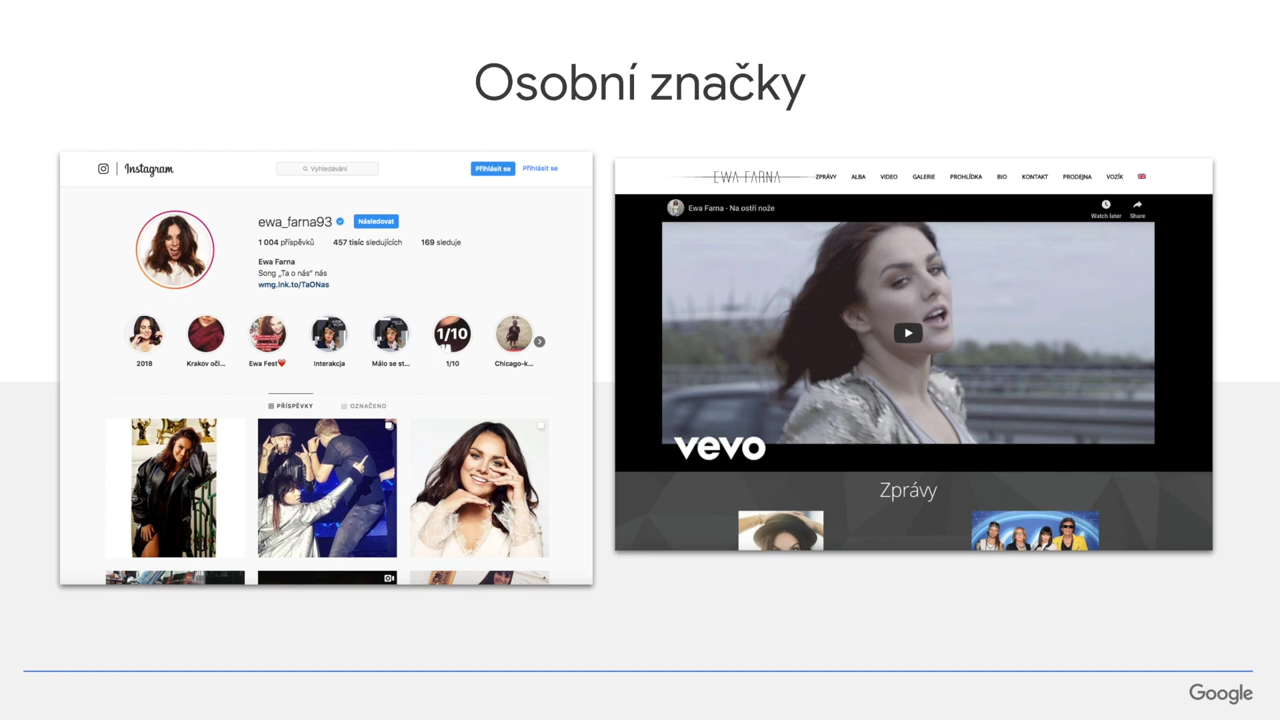 Osobní značky
Instagram
Vyhledávání
Přihlásit se
Přihlásit se
ewa_farna93
Následovat
1 004 příspěvků 457 tisíc sledujících 169 sleduje
Ewa Farna
Song „Ta o nás“ nás
wmg.lnk.to/TaONas
1/10
2018 Krakov oči... Ewa Fest❤️ Interakcja Málo se st... 1/10 Chicago-k...
PŘÍSPĚVKY OZNAČENO
EWA FARNA
ZPRÁVY ALBA VIDEO GALERIE PROHLÍDKA BIO KONTAKT PRODEJNA VOZÍK
Ewa Farna - Na ostří nože
Watch later Share
vevo
Zprávy
Google